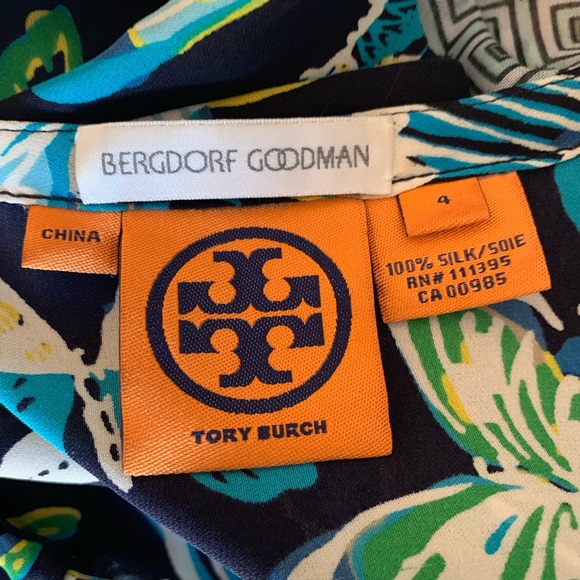 BERGDORF GOODMAN
CHINA
TORY BURCH
4
100% SILK/SOIE
RN# 111395
CA 00985